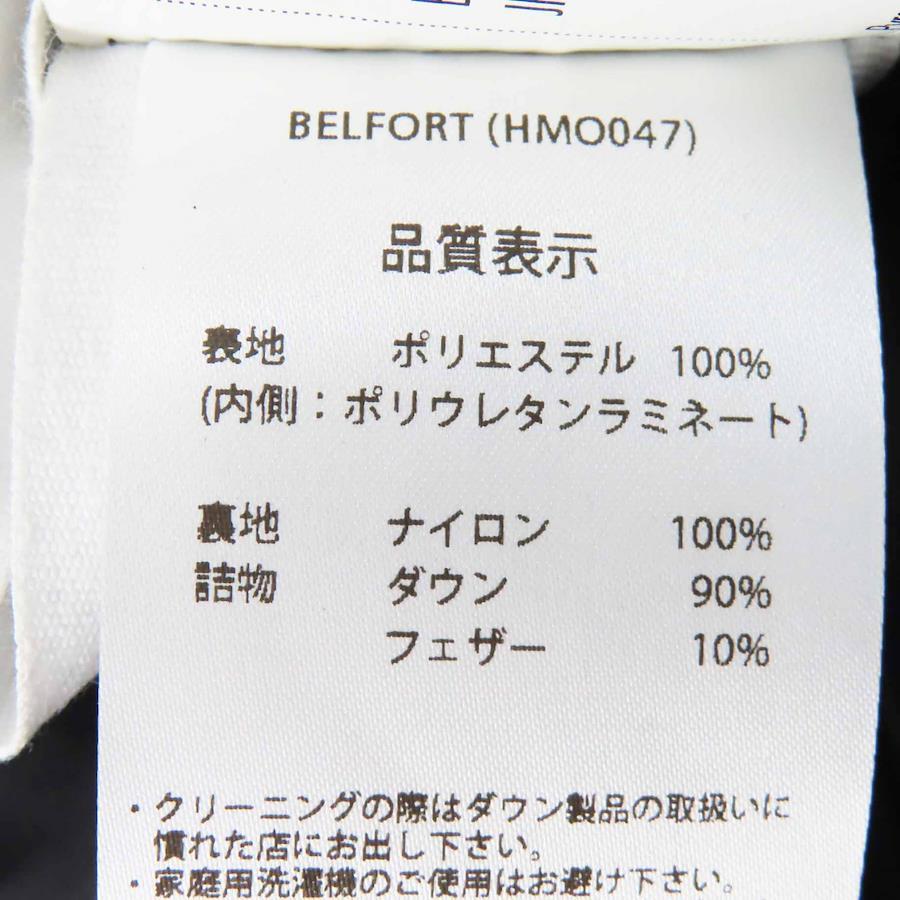 BELFORT (HMO047)
品質表示
表地 ポリエステル 100%
(内側：ポリウレタンラミネート)
裏地 ナイロン 100%
詰物 ダウン 90%
フェザー 10%
・クリーニングの際はダウン製品の取扱いに
慣れた店にお出し下さい。
・家庭用洗濯機のご使用はお避け下さい。